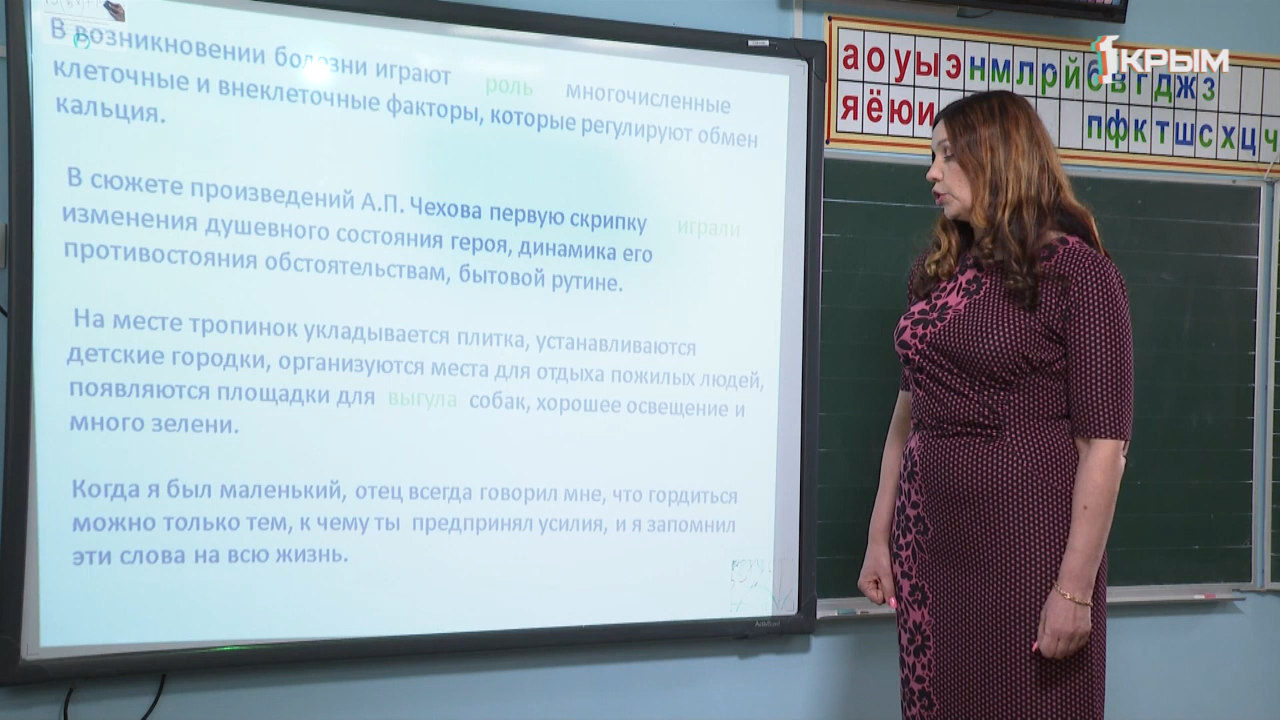 В возникновении болезни играют роль многочисленные
клеточные и внеклеточные факторы, которые регулируют обмен
кальция.
В сюжете произведений А.П. Чехова первую скрипку играли
изменения душевного состояния героя, динамика его
противостояния обстоятельствам, бытовой рутине.
На месте тропинок укладывается плитка, устанавливаются
детские городки, организуются места для отдыха пожилых людей,
появляются площадки для выгула собак, хорошее освещение и
много зелени.
Когда я был маленький, отец всегда говорил мне, что гордиться
можно только тем, к чему ты предпринял усилия, и я запомнил
эти слова на всю жизнь.
ActivBoard
1КРЫМ
а о у ы э н м л р й б в г д ж з
я ё ю и п ф к т ш с х ц ч